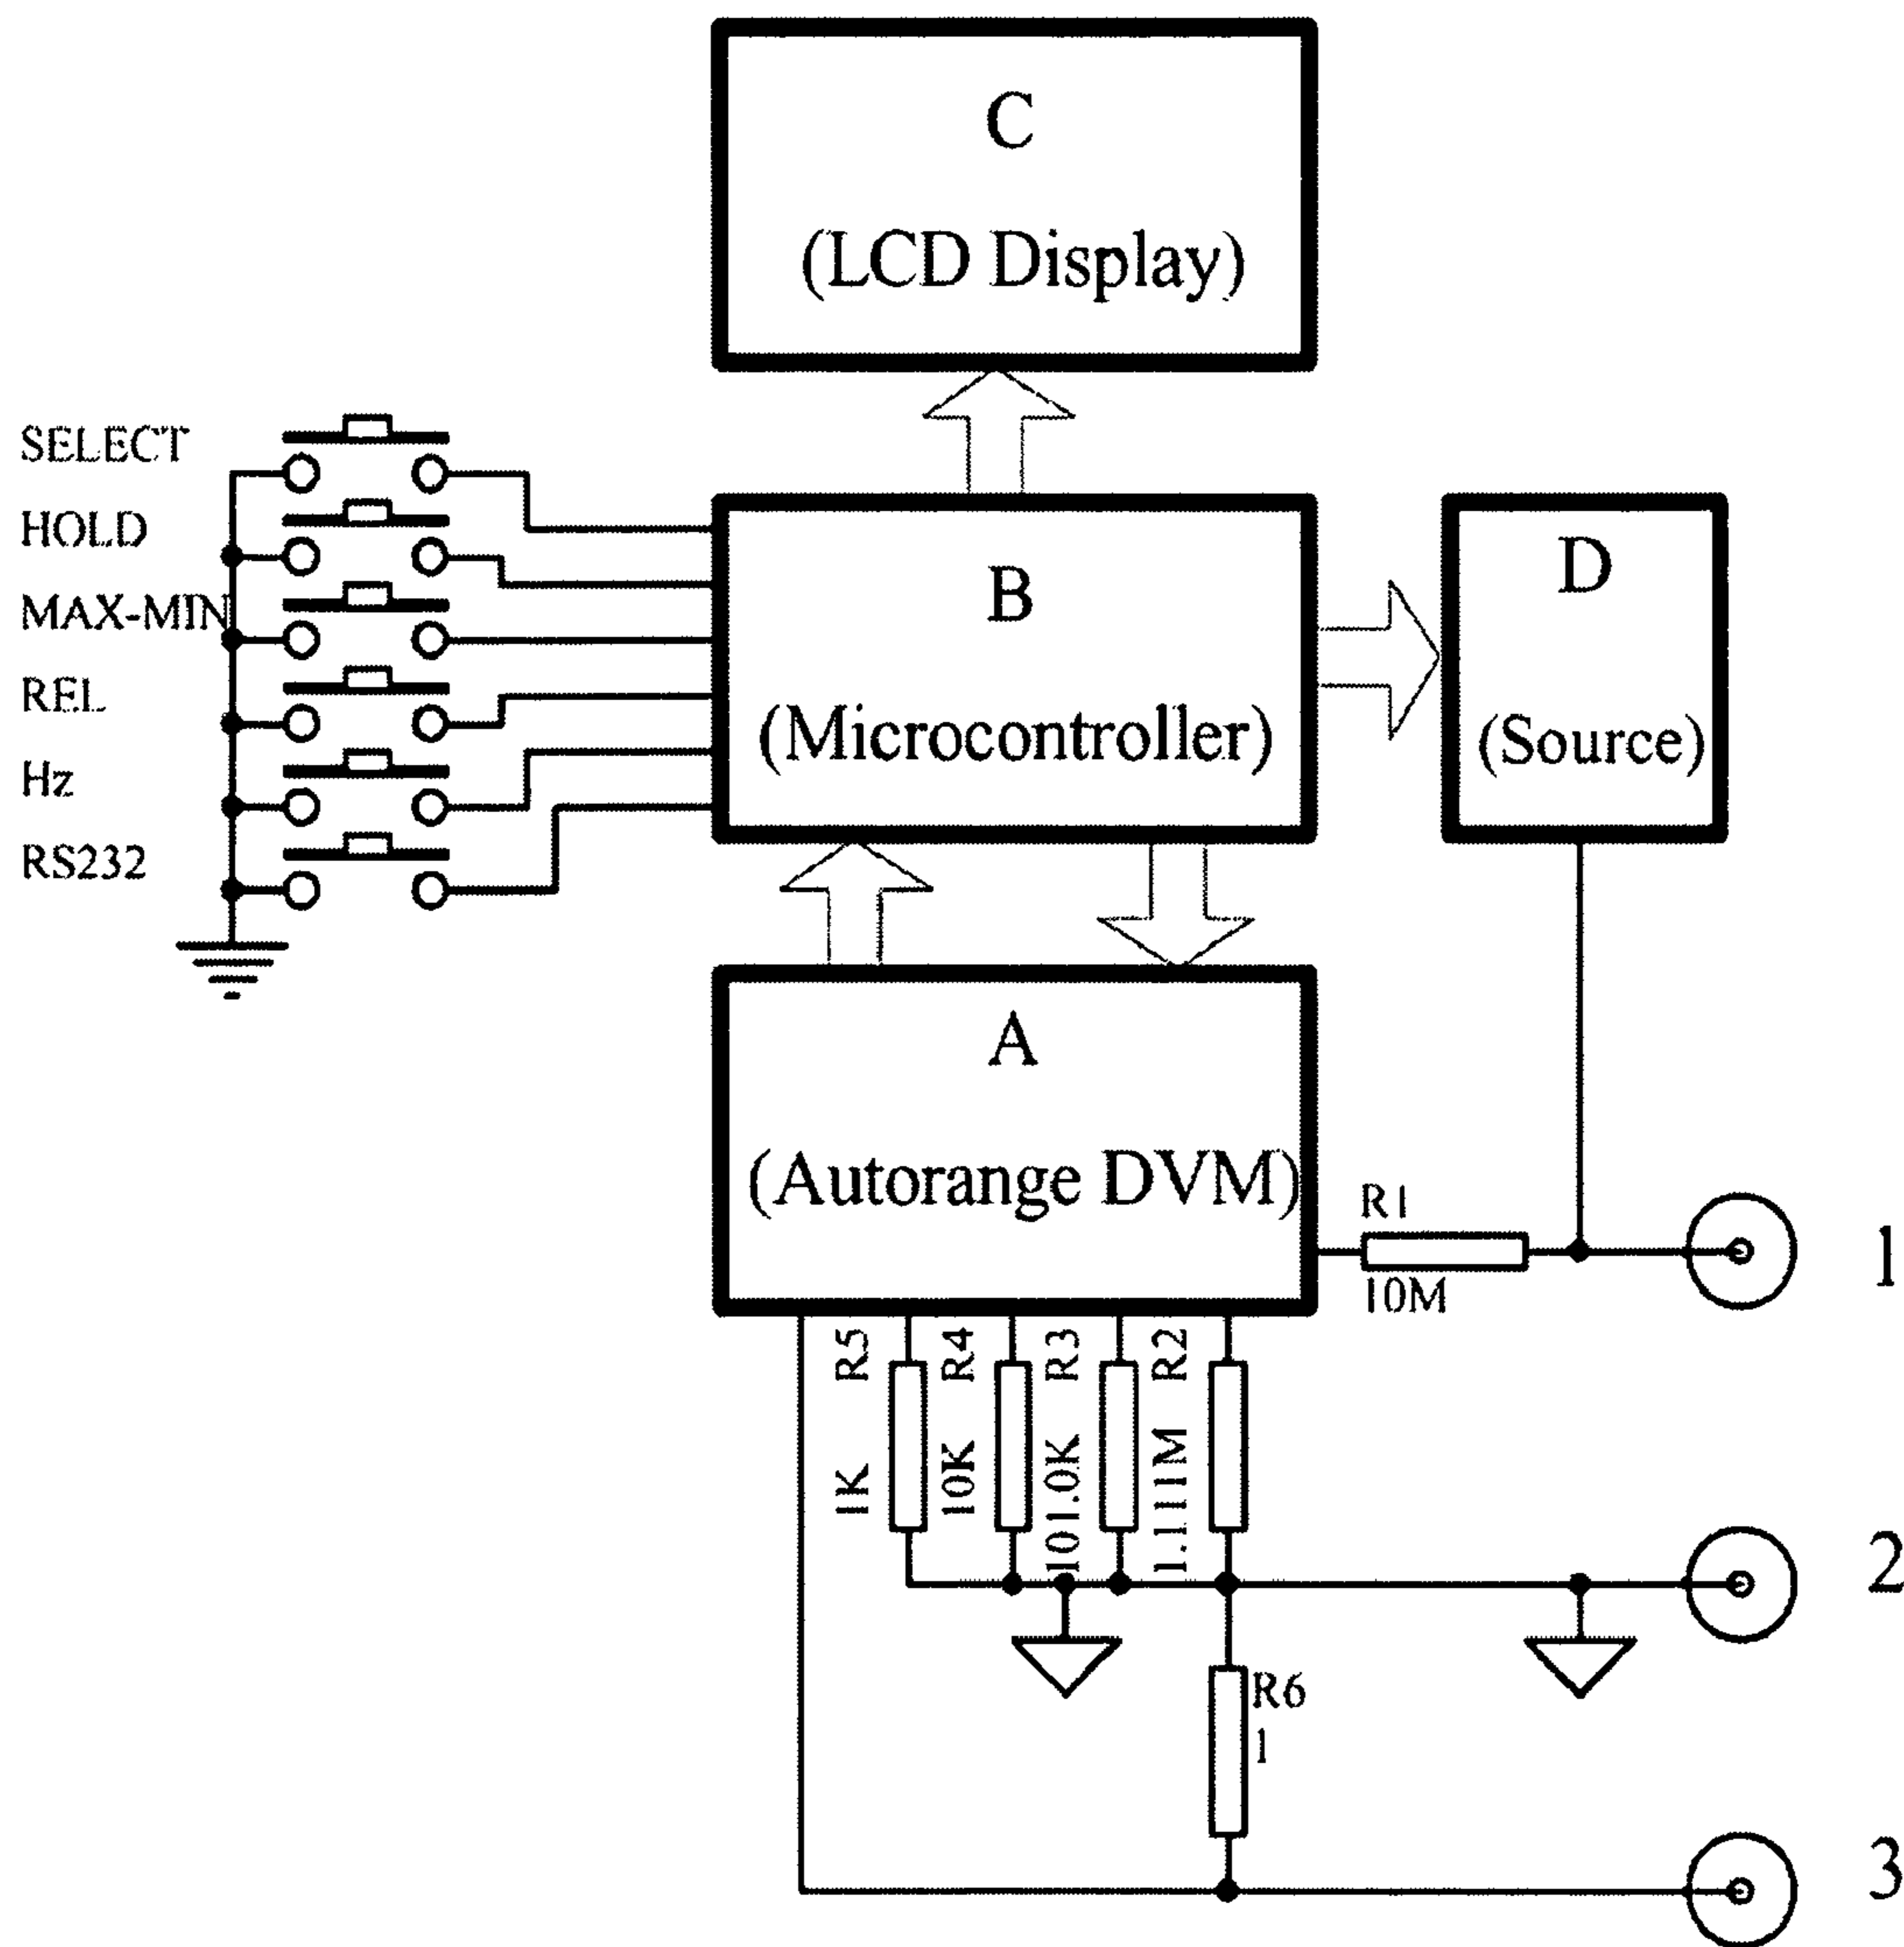 C
(LCD Display)
SELECT
HOLD
MAX-MIN
REL
Hz
RS232
B
(Microcontroller)
D
(Source)
A
(Autorange DVM)
R1
10M
1
R5
1K
R4
10K
R3
101.0K
R2
1.111M
2
R6
1
3